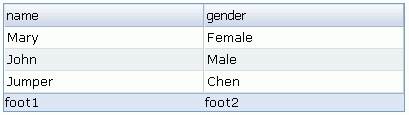 name gender
Mary Female
John Male
Jumper Chen
foot1 foot2